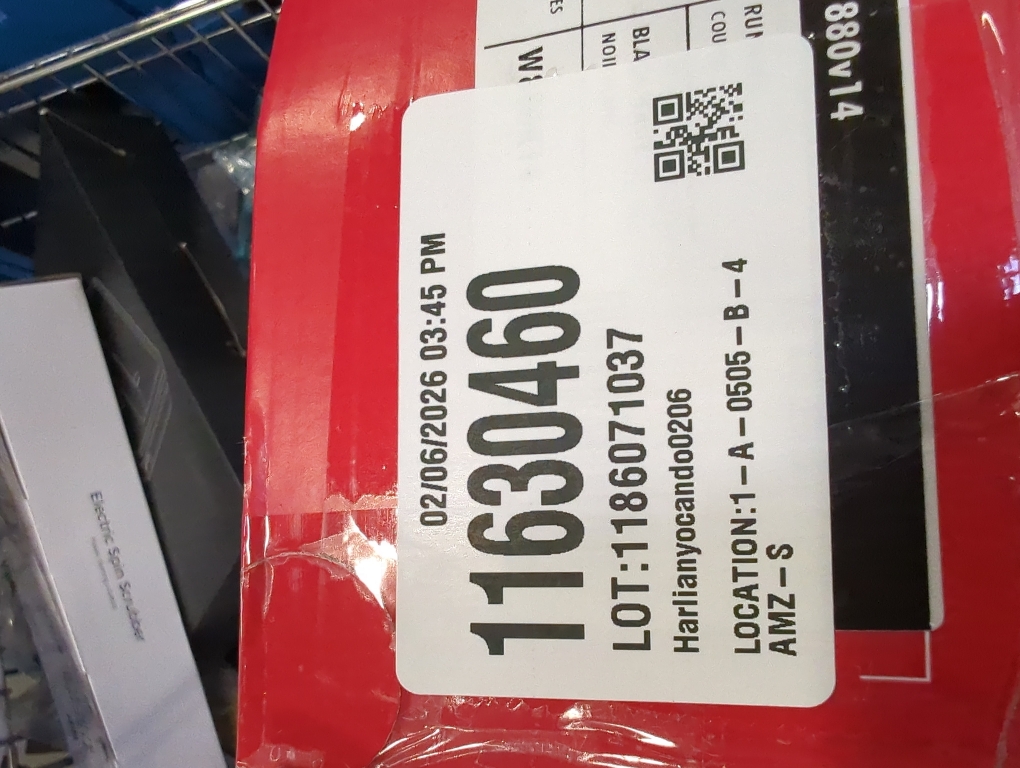 02/06/2026 03:45 PM
11630460
LOT:1186071037
Harlianyocando0206
LOCATION:1-A-0505-B-4
AMZ-S
880v14
Electric Spin Scrubber